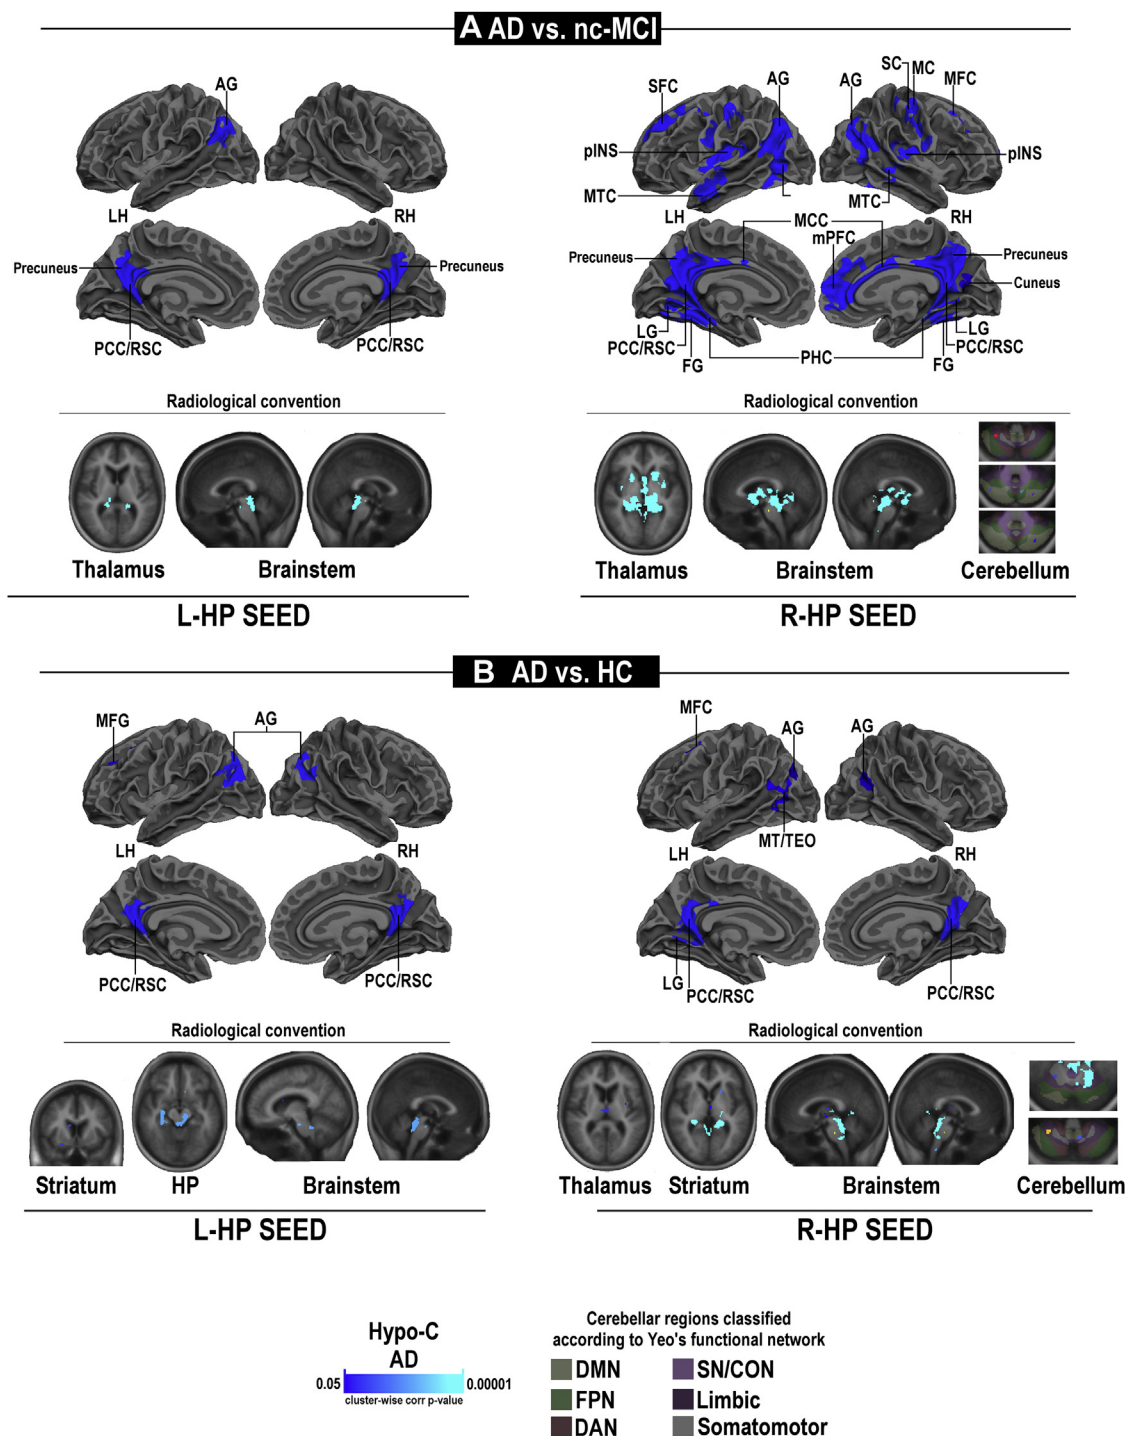 A AD vs. nc-MCI
AG
LH
RH
Precuneus
Precuneus
PCC/RSC
PCC/RSC
Radiological convention
Thalamus
Brainstem
L-HP SEED
SFC
AG
AG
SC
MC
MFC
pINS
pINS
MTC
MTC
LH
RH
MCC
mPFC
Precuneus
Precuneus
Cuneus
LG
LG
PCC/RSC
PCC/RSC
FG
PHC
FG
Radiological convention
Thalamus
Brainstem
Cerebellum
R-HP SEED
B AD vs. HC
MFG
AG
LH
RH
PCC/RSC
PCC/RSC
Radiological convention
Striatum
HP
Brainstem
L-HP SEED
MFC
AG
AG
MT/TEO
LH
RH
LG
PCC/RSC
PCC/RSC
Radiological convention
Thalamus
Striatum
Brainstem
Cerebellum
R-HP SEED
Hypo-C
AD
0.05
0.00001
cluster-wise corr p-value
Cerebellar regions classified
according to Yeo's functional network
DMN
SN/CON
FPN
Limbic
DAN
Somatomotor